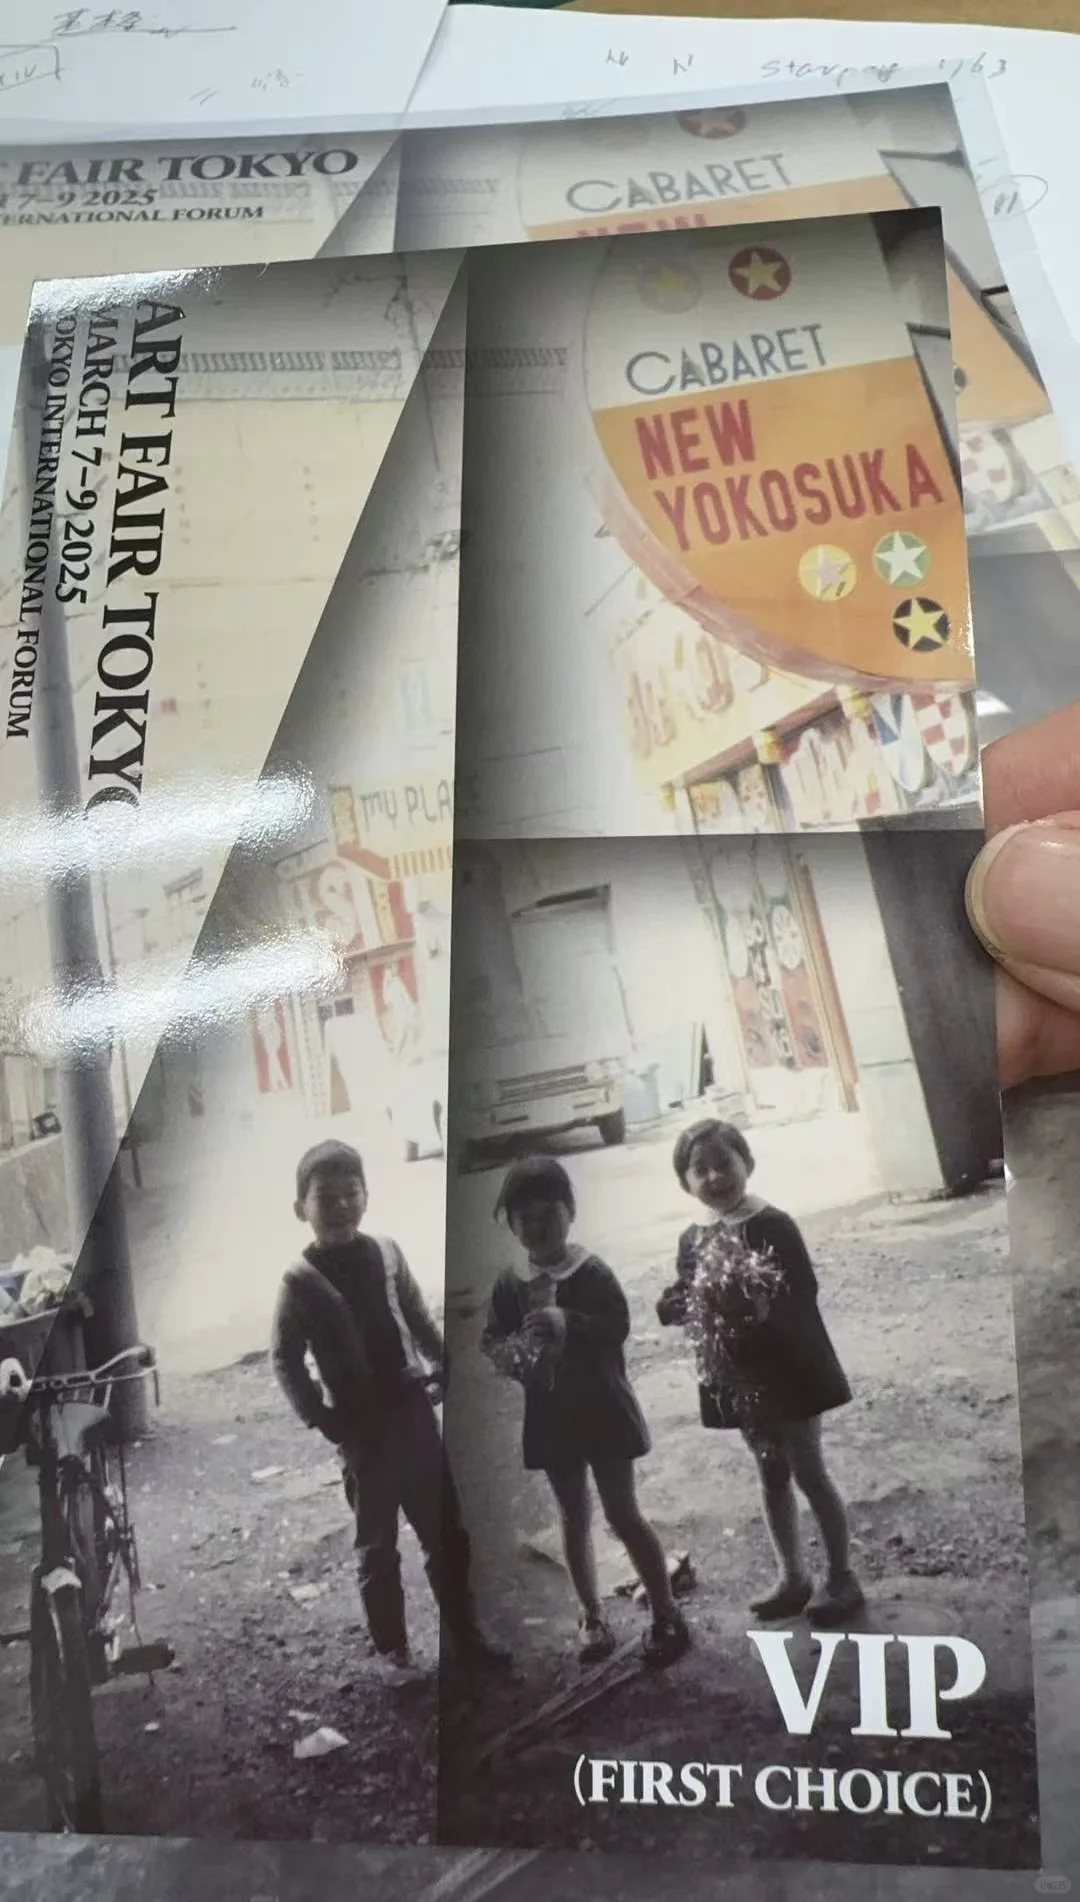 FAIR TOKYO
7–9 2025
ERNATIONAL FORUM
CABARET
NEW
ART FAIR TOKYO
MARCH 7–9 2025
TOKYO INTERNATIONAL FORUM
CABARET
NEW
YOKOSUKA
MY PLA
VIP
(FIRST CHOICE)